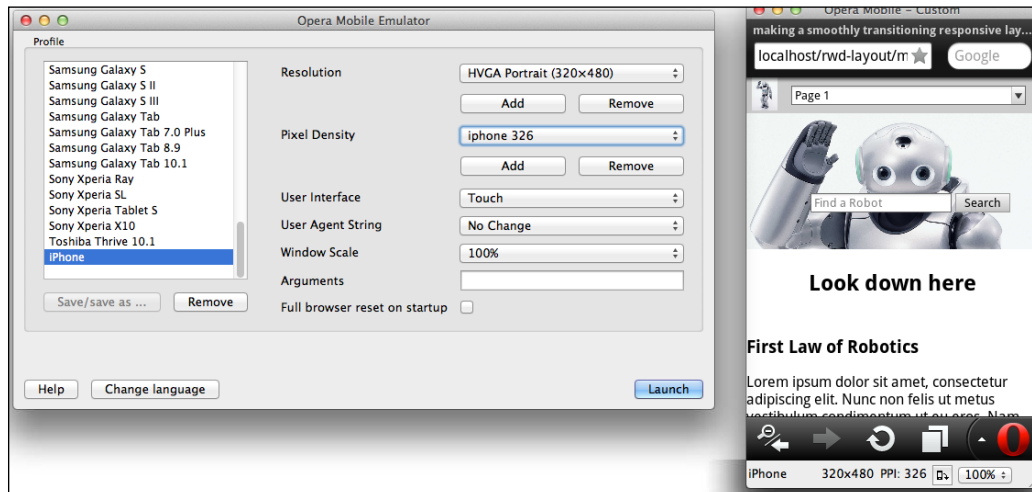 Opera Mobile Emulator
Profile
Samsung Galaxy S
Samsung Galaxy S II
Samsung Galaxy S III
Samsung Galaxy Tab
Samsung Galaxy Tab 7.0 Plus
Samsung Galaxy Tab 8.9
Samsung Galaxy Tab 10.1
Sony Xperia Ray
Sony Xperia SL
Sony Xperia Tablet S
Sony Xperia X10
Toshiba Thrive 10.1
iPhone
Save/save as ...
Remove
Resolution
HVGA Portrait (320×480)
Add
Remove
Pixel Density
iphone 326
Add
Remove
User Interface
Touch
User Agent String
No Change
Window Scale
100%
Arguments
Full browser reset on startup
Help
Change language
Launch
Opera Mobile – Custom
making a smoothly transitioning responsive lay...
localhost/rwd-layout/m
Google
Page 1
Find a Robot
Search
Look down here
First Law of Robotics
Lorem ipsum dolor sit amet, consectetur
adipiscing elit. Nunc non felis ut metus
vestibulum condimentum ut eu eros. Nam
iPhone 320x480 PPI: 326 100%